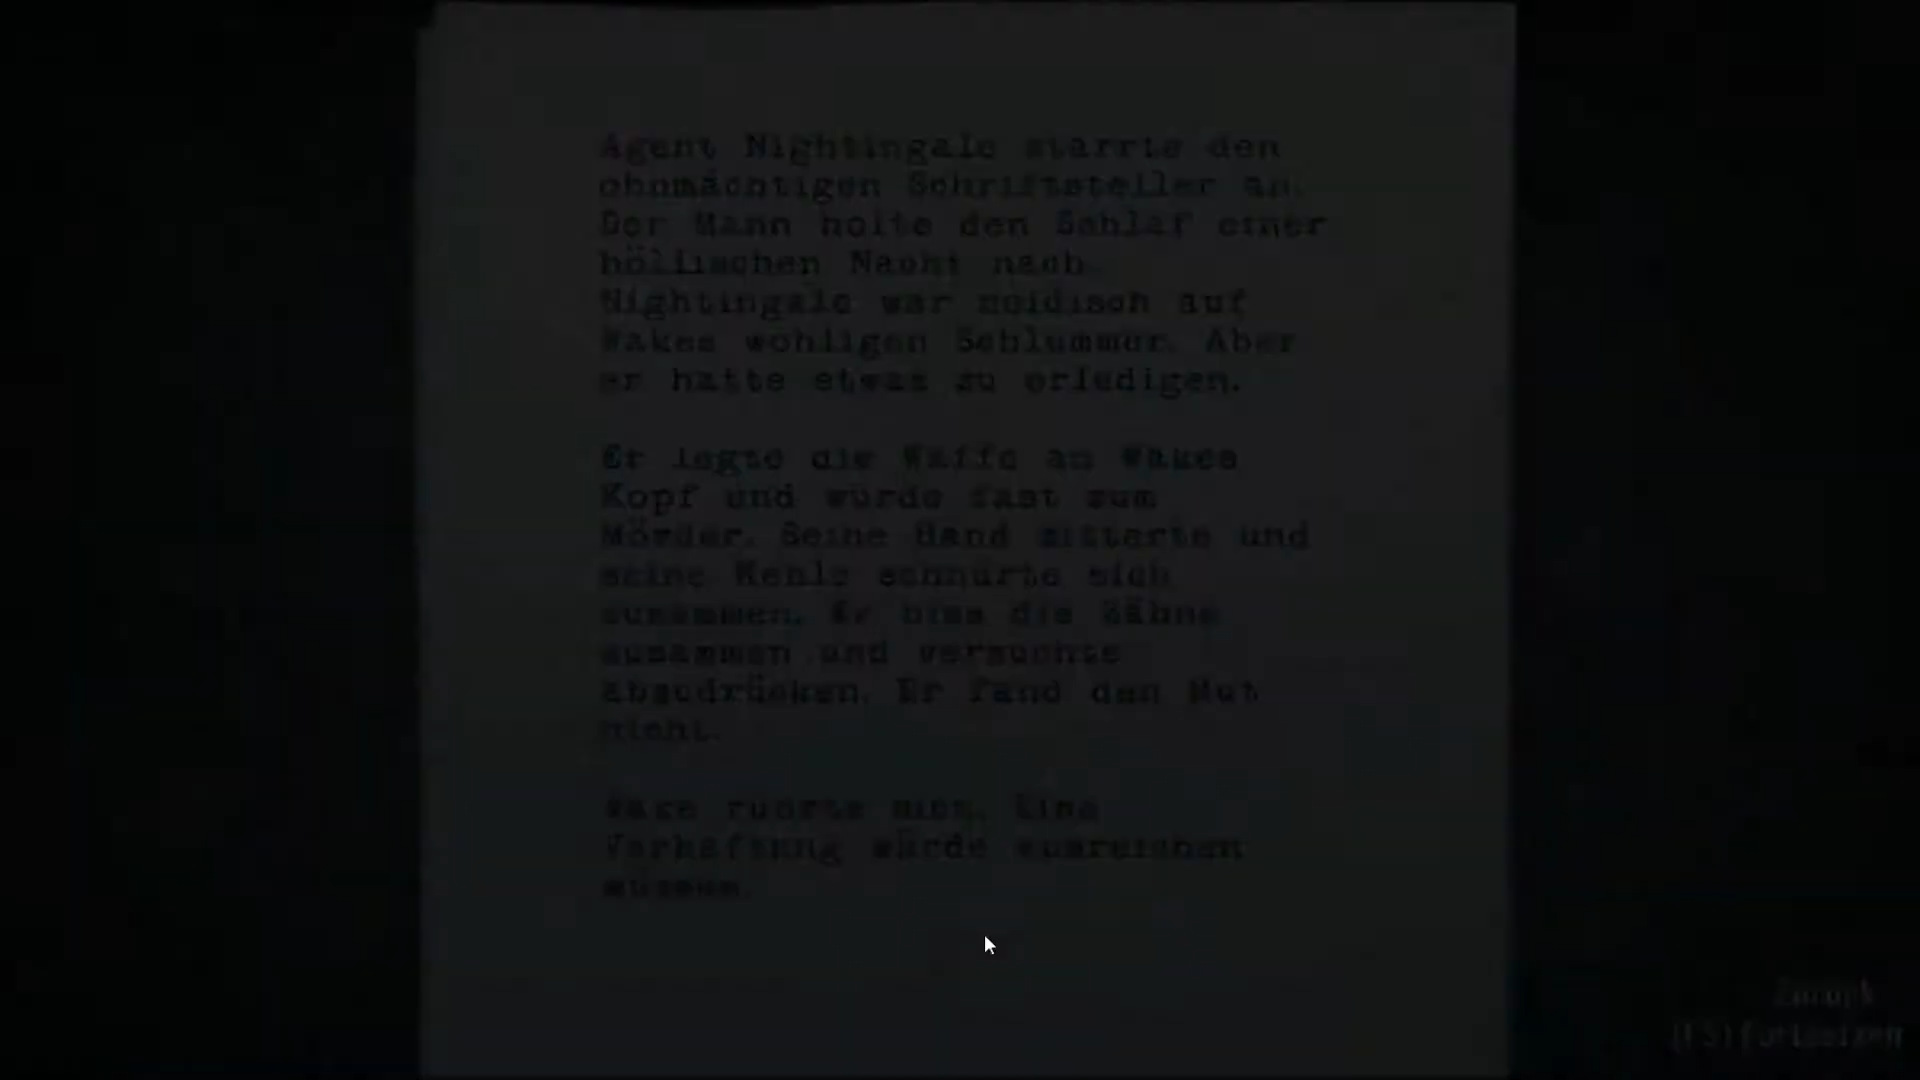 Agent Nightingale starrte den
ohnmächtigen Schriftsteller an.
Der Mann holte den Schlaf einer
höllischen Nacht nach.
Nightingale war neidisch auf
Wakes wohligen Schlummer. Aber
er hatte etwas zu erledigen.
Er legte die Waffe an Wakes
Kopf und würde fast zum
Mörder. Seine Hand zitterte und
seine Kehle schnürte sich
zusammen. Er biss die Zähne
zusammen und versuchte
abzudrücken. Er fand den Mut
nicht.
Wake rührte sich. Eine
Verhaftung würde ausreichen
müssen.
Zurück
Fortsetzen